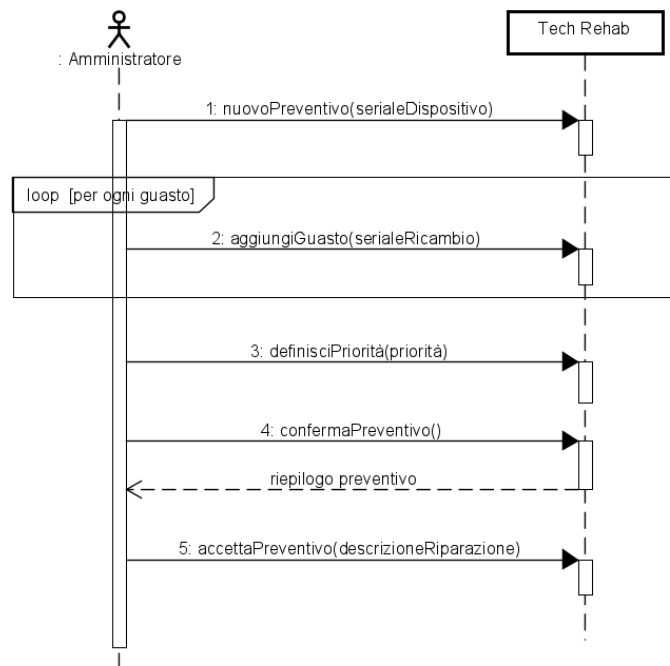 Tech Rehab
: Amministratore
1: nuovoPreventivo(serialeDispositivo)
loop [per ogni guasto]
2: aggiungiGuasto(serialeRicambio)
3: definisciPriorità(priorità)
4: confermaPreventivo()
riepilogo preventivo
5: accettaPreventivo(descrizioneRiparazione)